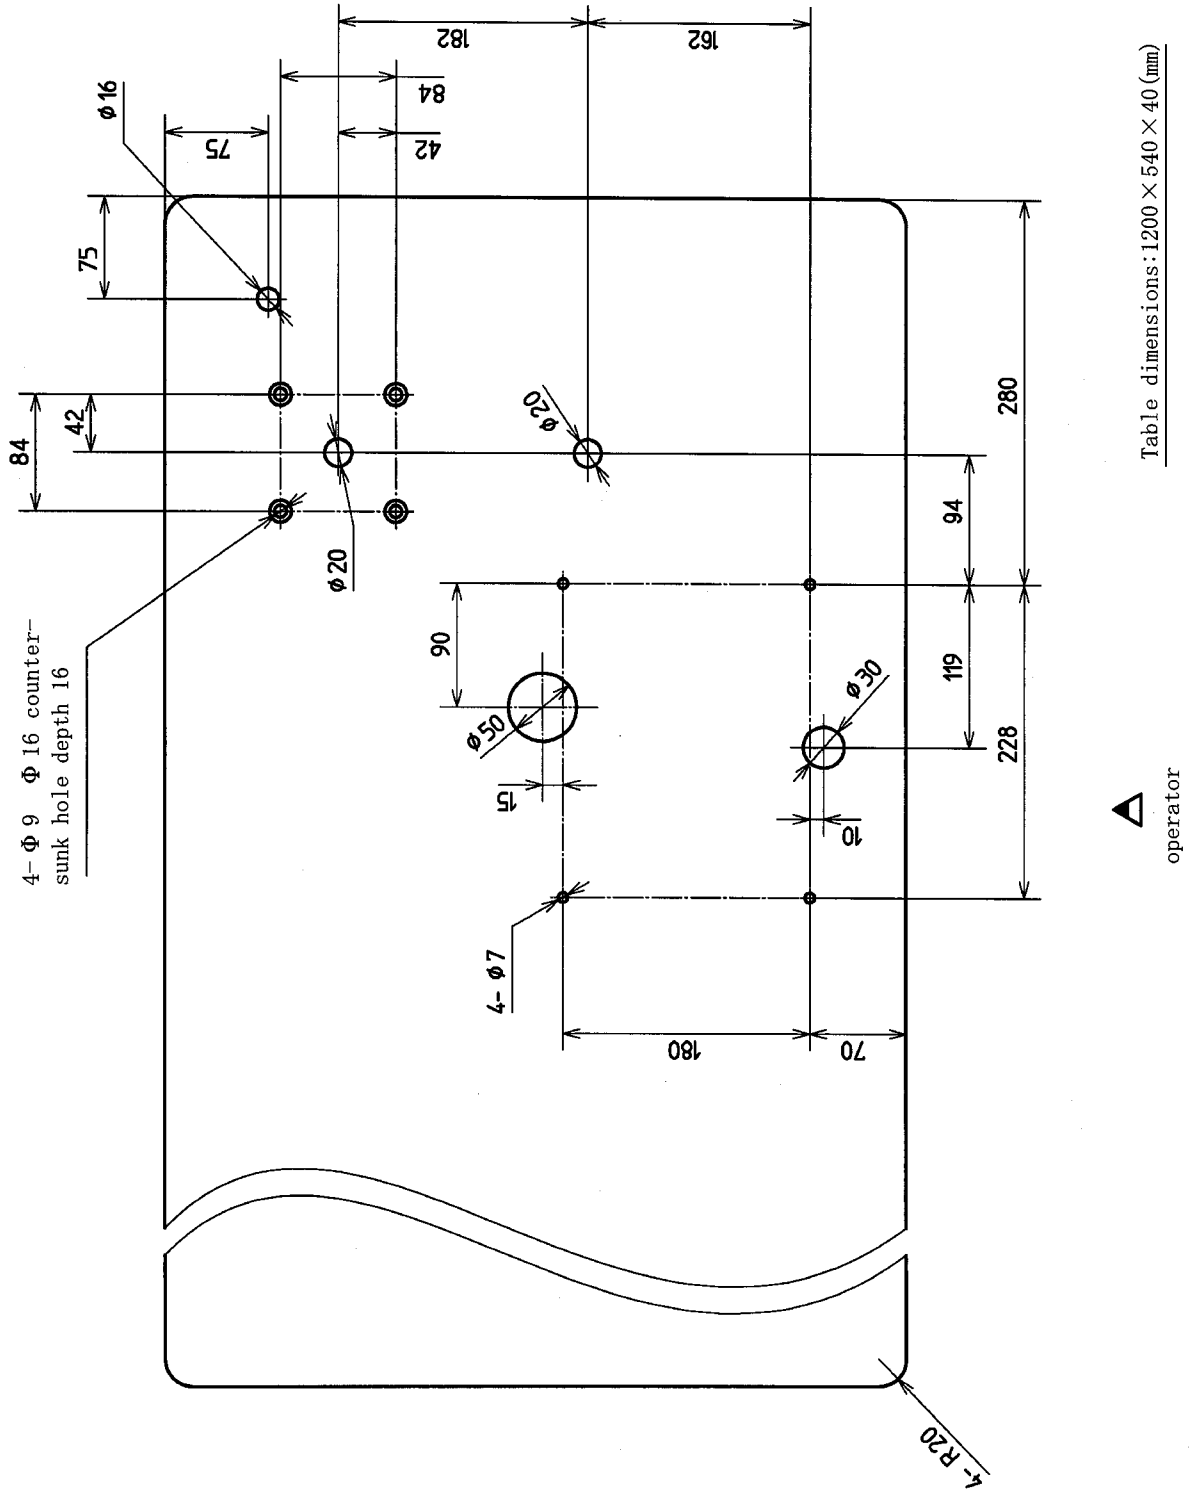 4-Φ9 Φ16 counter-
sunk hole depth 16
84
42
75
ϕ16
75
42
84
182
162
ϕ20
ϕ20
90
ϕ50
15
4-ϕ7
180
70
10
ϕ30
119
94
228
280
4-R20
operator
Table dimensions:1200×540×40(mm)